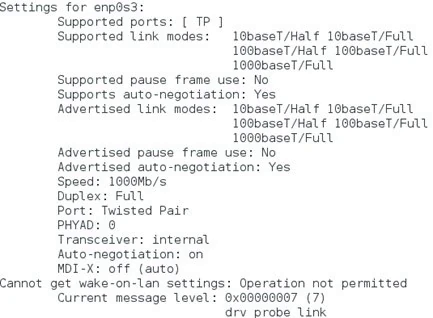 Settings for enp0s3:
Supported ports: [ TP ]
Supported link modes: 10baseT/Half 10baseT/Full
100baseT/Half 100baseT/Full
1000baseT/Full
Supported pause frame use: No
Supports auto-negotiation: Yes
Advertised link modes: 10baseT/Half 10baseT/Full
100baseT/Half 100baseT/Full
1000baseT/Full
Advertised pause frame use: No
Advertised auto-negotiation: Yes
Speed: 1000Mb/s
Duplex: Full
Port: Twisted Pair
PHYAD: 0
Transceiver: internal
Auto-negotiation: on
MDI-X: off (auto)
Cannot get wake-on-lan settings: Operation not permitted
Current message level: 0x00000007 (7)
drv probe link